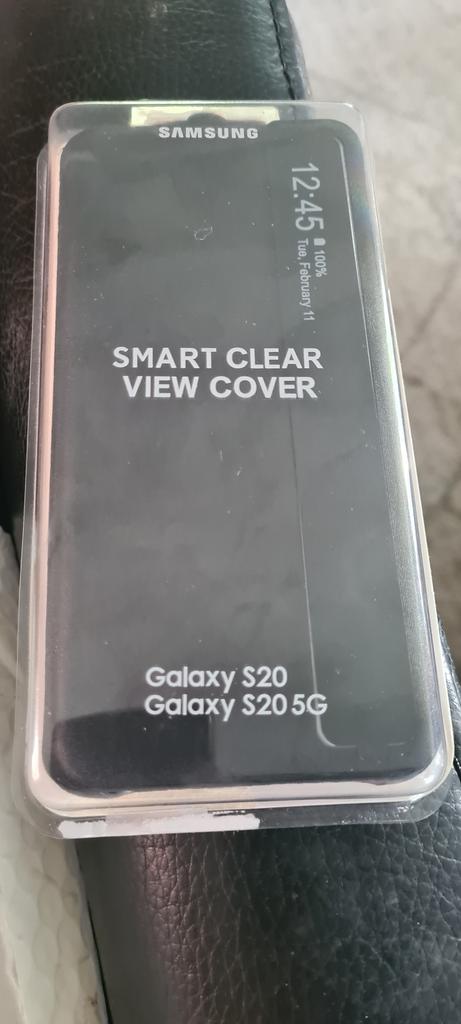 SAMSUNG
12:45
100%
Tue, February 11
SMART CLEAR
VIEW COVER
Galaxy S20
Galaxy S20 5G